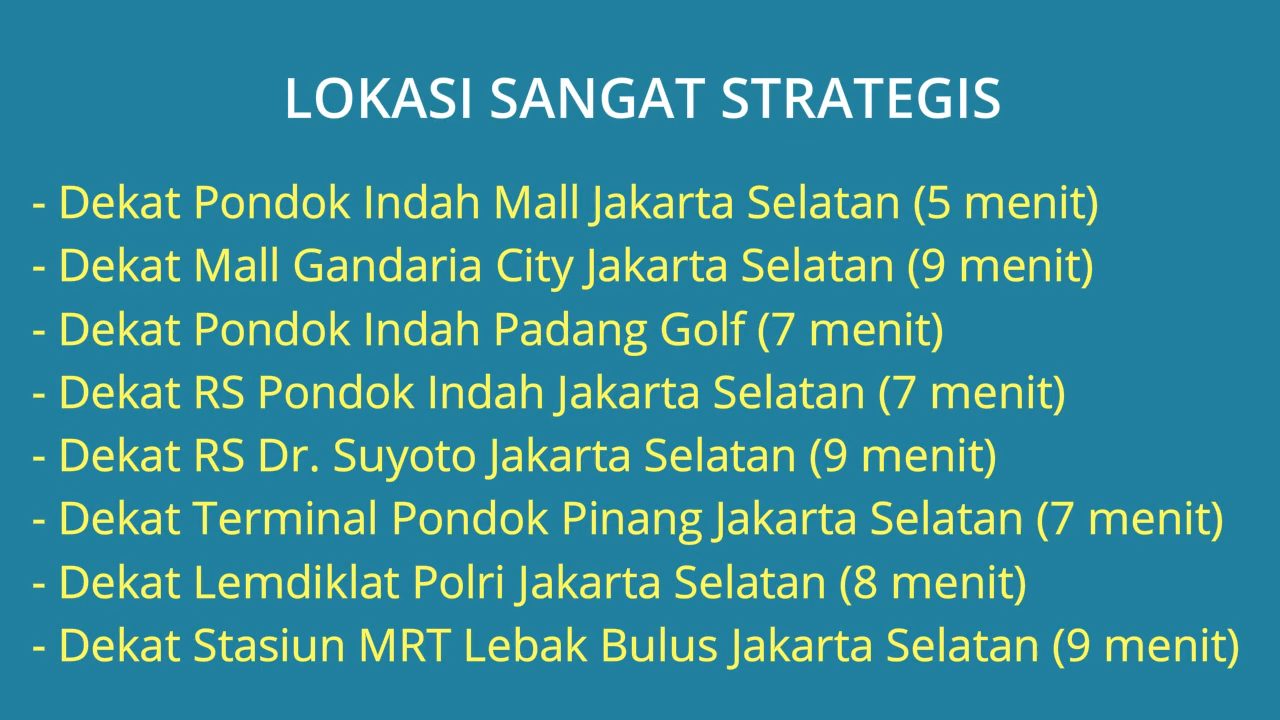 LOKASI SANGAT STRATEGIS
- Dekat Pondok Indah Mall Jakarta Selatan (5 menit)
- Dekat Mall Gandaria City Jakarta Selatan (9 menit)
- Dekat Pondok Indah Padang Golf (7 menit)
- Dekat RS Pondok Indah Jakarta Selatan (7 menit)
- Dekat RS Dr. Suyoto Jakarta Selatan (9 menit)
- Dekat Terminal Pondok Pinang Jakarta Selatan (7 menit)
- Dekat Lemdiklat Polri Jakarta Selatan (8 menit)
- Dekat Stasiun MRT Lebak Bulus Jakarta Selatan (9 menit)